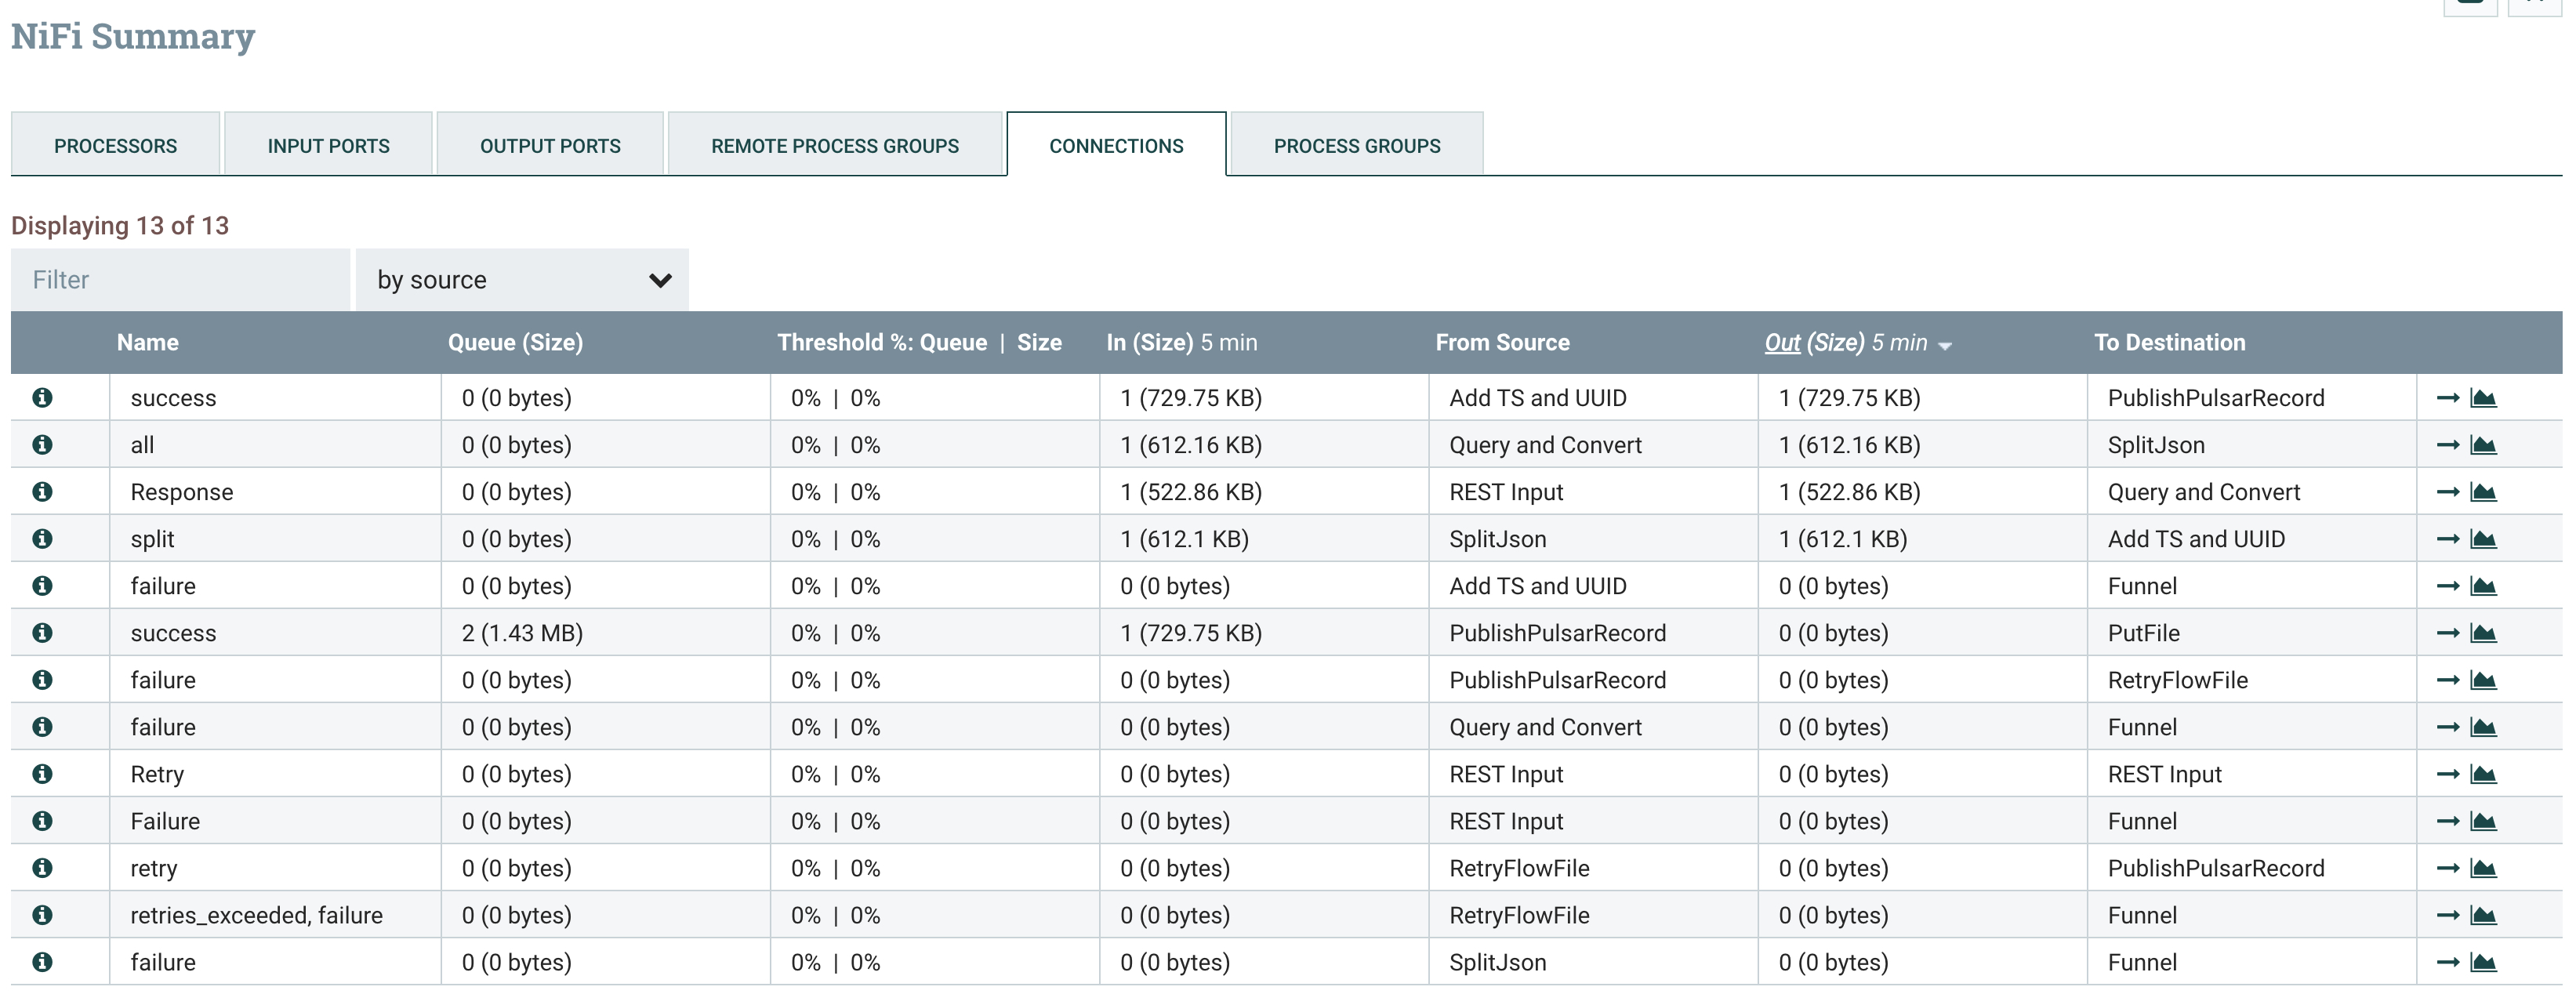 NiFi Summary
PROCESSORS INPUT PORTS OUTPUT PORTS REMOTE PROCESS GROUPS CONNECTIONS PROCESS GROUPS
Displaying 13 of 13
Filter by source
Name Queue (Size) Threshold %: Queue | Size In (Size) 5 min From Source Out (Size) 5 min To Destination
success 0 (0 bytes) 0% | 0% 1 (729.75 KB) Add TS and UUID 1 (729.75 KB) PublishPulsarRecord
all 0 (0 bytes) 0% | 0% 1 (612.16 KB) Query and Convert 1 (612.16 KB) SplitJson
Response 0 (0 bytes) 0% | 0% 1 (522.86 KB) REST Input 1 (522.86 KB) Query and Convert
split 0 (0 bytes) 0% | 0% 1 (612.1 KB) SplitJson 1 (612.1 KB) Add TS and UUID
failure 0 (0 bytes) 0% | 0% 0 (0 bytes) Add TS and UUID 0 (0 bytes) Funnel
success 2 (1.43 MB) 0% | 0% 1 (729.75 KB) PublishPulsarRecord 0 (0 bytes) PutFile
failure 0 (0 bytes) 0% | 0% 0 (0 bytes) PublishPulsarRecord 0 (0 bytes) RetryFlowFile
failure 0 (0 bytes) 0% | 0% 0 (0 bytes) Query and Convert 0 (0 bytes) Funnel
Retry 0 (0 bytes) 0% | 0% 0 (0 bytes) REST Input 0 (0 bytes) REST Input
Failure 0 (0 bytes) 0% | 0% 0 (0 bytes) REST Input 0 (0 bytes) Funnel
retry 0 (0 bytes) 0% | 0% 0 (0 bytes) RetryFlowFile 0 (0 bytes) PublishPulsarRecord
retries_exceeded, failure 0 (0 bytes) 0% | 0% 0 (0 bytes) RetryFlowFile 0 (0 bytes) Funnel
failure 0 (0 bytes) 0% | 0% 0 (0 bytes) SplitJson 0 (0 bytes) Funnel